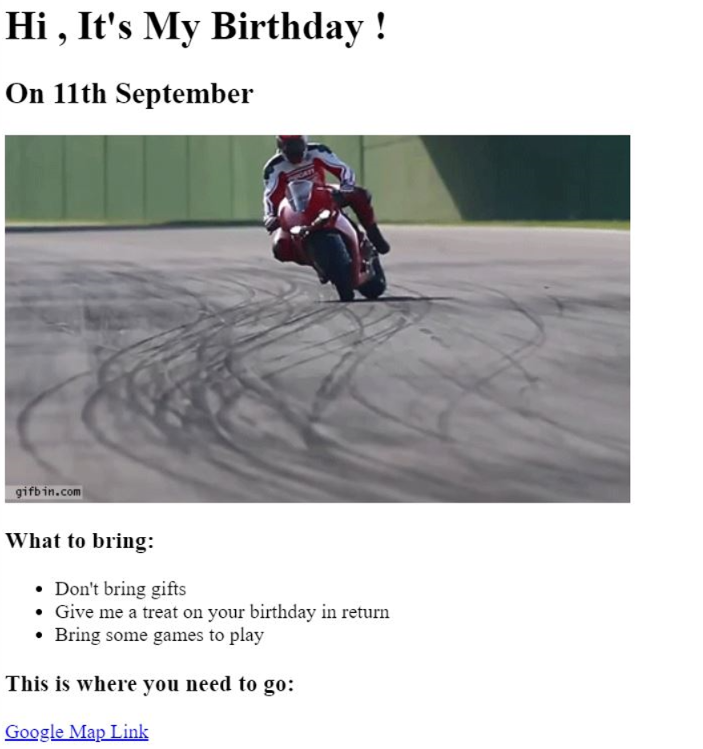 Hi , It's My Birthday !
On 11th September
DUCATI
gifbin.com
What to bring:
Don't bring gifts
Give me a treat on your birthday in return
Bring some games to play
This is where you need to go:
Google Map Link